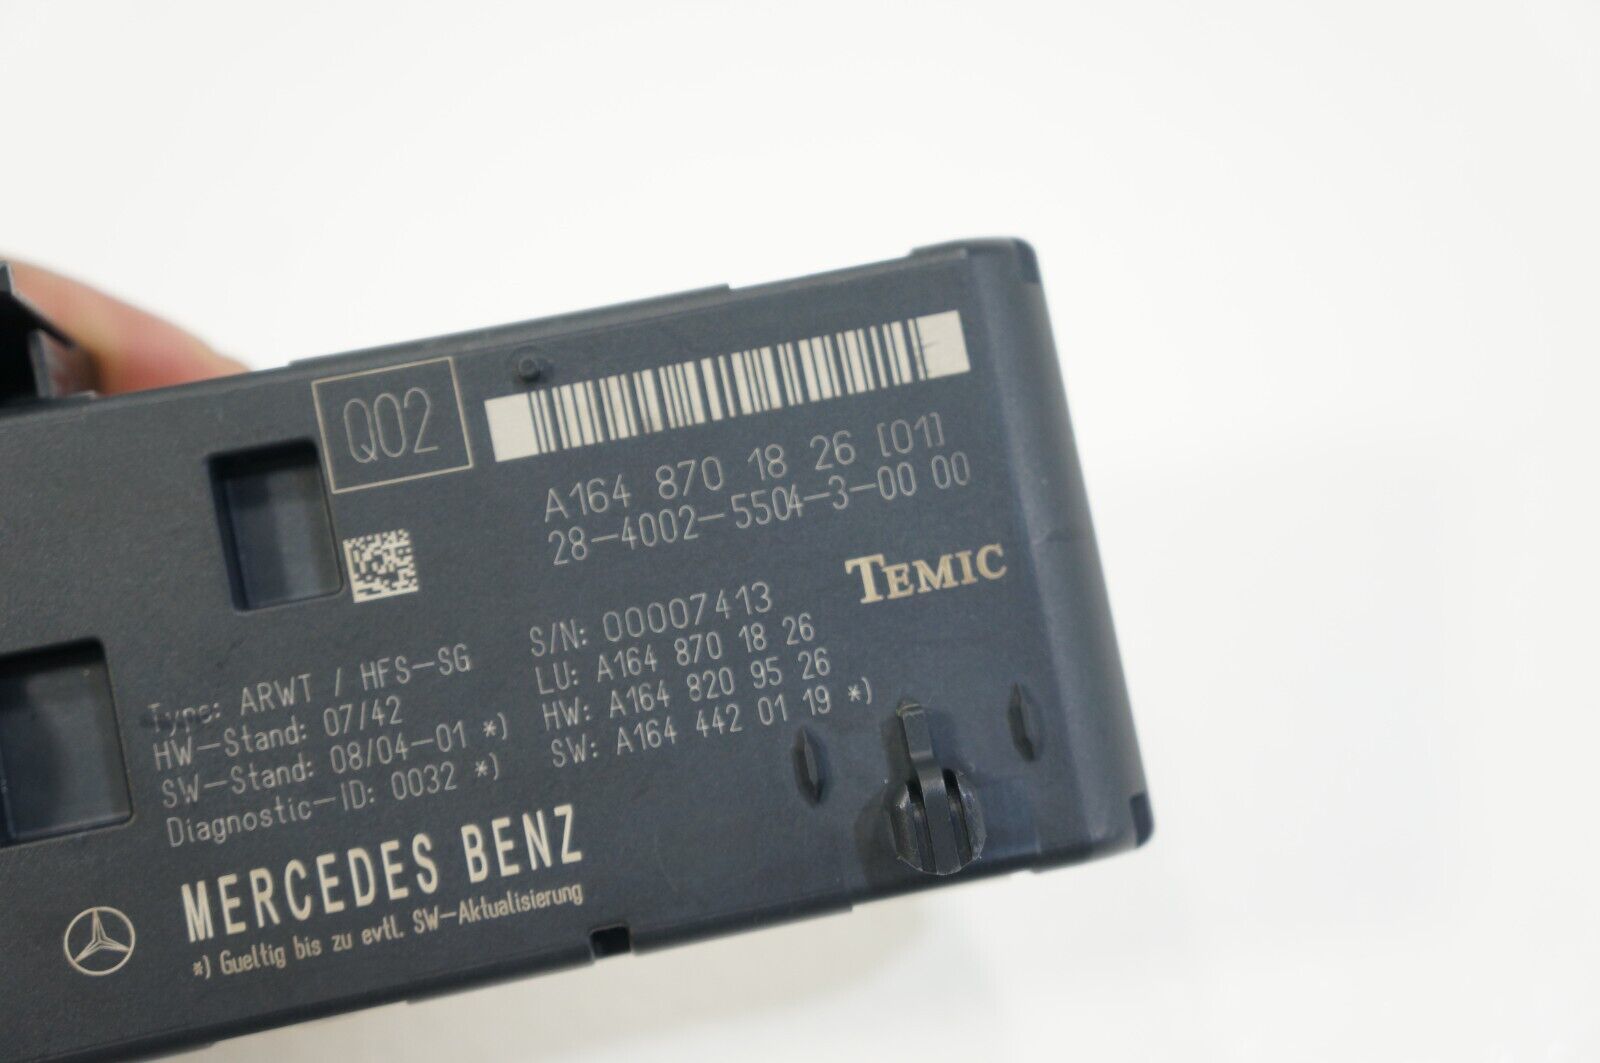 Q02
A164 870 18 26 [01]
28-4002-5504-3-00 00
TEMIC
S/N: 00007413
LU: A164 870 18 26
HW: A164 820 95 26
SW: A164 442 01 19 *)
Type: ARWT / HFS-SG
HW-Stand: 07/42
SW-Stand: 08/04-01 *)
Diagnostic-ID: 0032 *)
MERCEDES BENZ
*) Gueltig bis zu evtl. SW-Aktualisierung